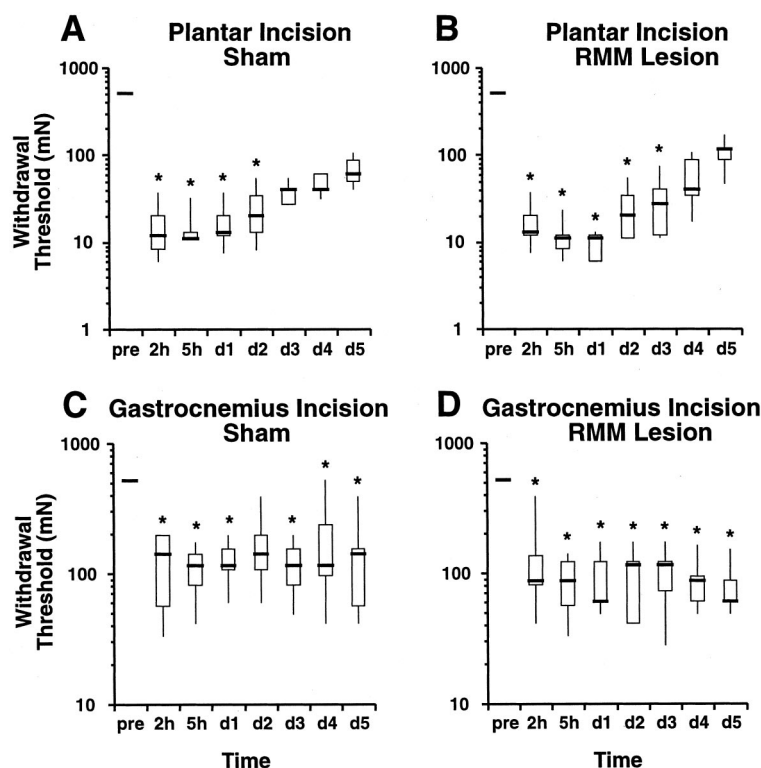 A
Plantar Incision
Sham
Withdrawal
Threshold (mN)
1000
100
10
1
*
*
*
*
pre 2h 5h d1 d2 d3 d4 d5
B
Plantar Incision
RMM Lesion
1000
100
10
1
*
*
*
*
*
pre 2h 5h d1 d2 d3 d4 d5
C
Gastrocnemius Incision
Sham
Withdrawal
Threshold (mN)
1000
100
10
*
*
*
*
*
*
pre 2h 5h d1 d2 d3 d4 d5
Time
D
Gastrocnemius Incision
RMM Lesion
1000
100
10
*
*
*
*
*
*
*
pre 2h 5h d1 d2 d3 d4 d5
Time